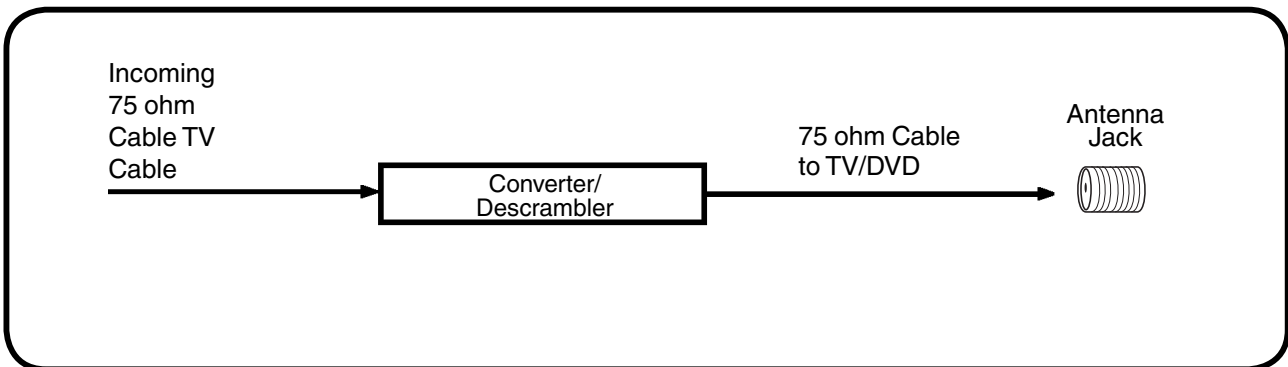 Incoming
75 ohm
Cable TV
Cable
Converter/
Descrambler
75 ohm Cable
to TV/DVD
Antenna
Jack